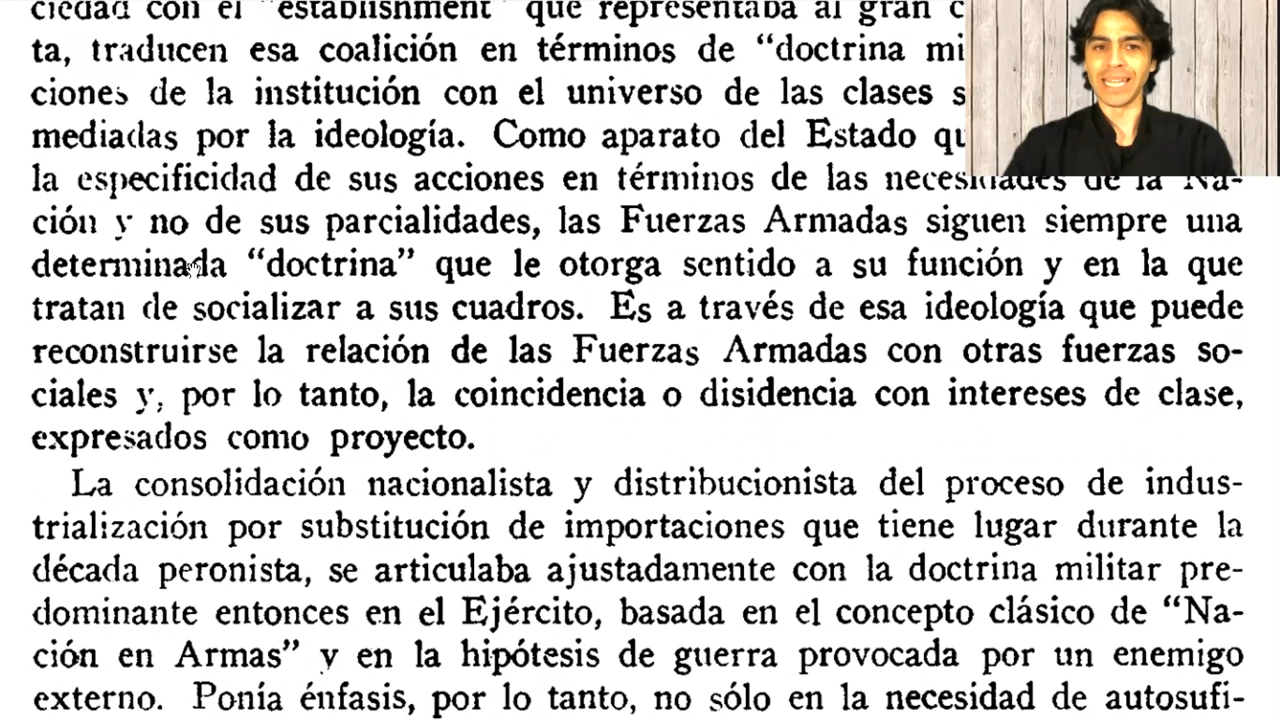 ciedad con el “establishment” que representaba al gran c
ta, traducen esa coalición en términos de “doctrina mi
ciones de la institución con el universo de las clases s
mediadas por la ideología. Como aparato del Estado qu
la especificidad de sus acciones en términos de las necesidades de la Na-
ción y no de sus parcialidades, las Fuerzas Armadas siguen siempre una
determinada “doctrina” que le otorga sentido a su función y en la que
tratan de socializar a sus cuadros. Es a través de esa ideología que puede
reconstruirse la relación de las Fuerzas Armadas con otras fuerzas so-
ciales y, por lo tanto, la coincidencia o disidencia con intereses de clase,
expresados como proyecto.
La consolidación nacionalista y distribucionista del proceso de indus-
trialización por substitución de importaciones que tiene lugar durante la
década peronista, se articulaba ajustadamente con la doctrina militar pre-
dominante entonces en el Ejército, basada en el concepto clásico de “Na-
ción en Armas” y en la hipótesis de guerra provocada por un enemigo
externo. Ponía énfasis, por lo tanto, no sólo en la necesidad de autosufi-